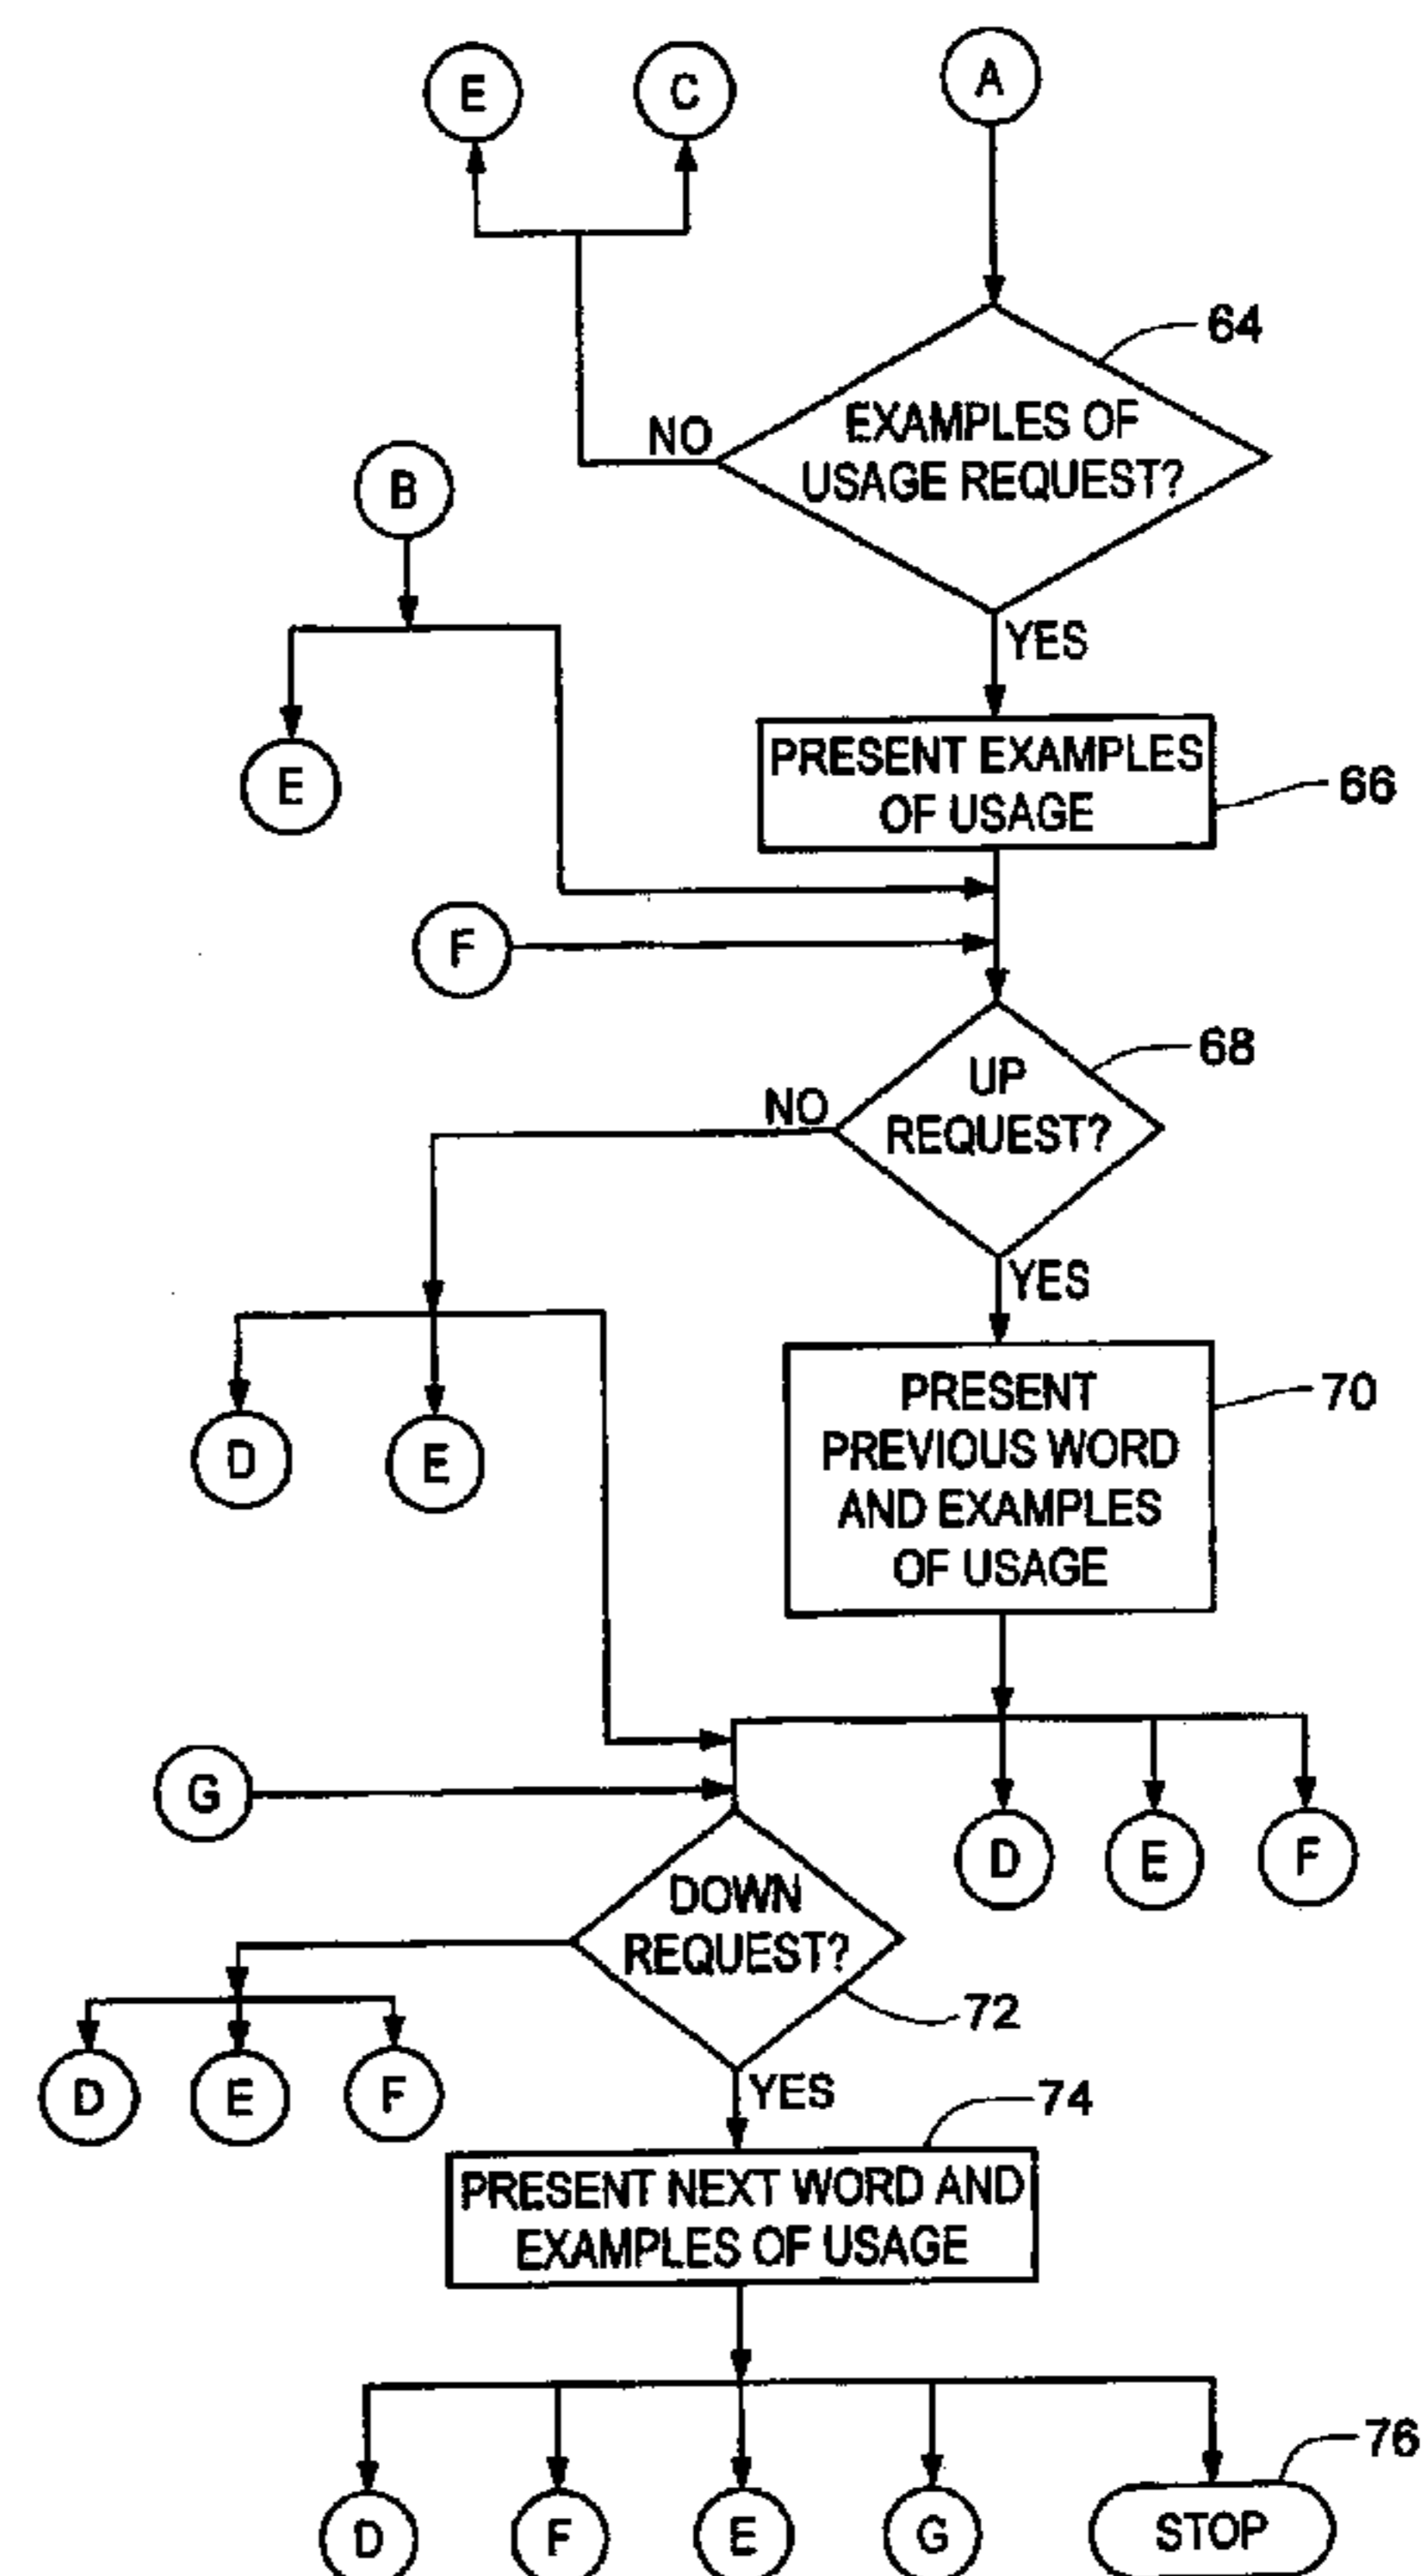 E
C
A
64
EXAMPLES OF
USAGE REQUEST?
NO
B
YES
PRESENT EXAMPLES
OF USAGE
66
E
F
68
UP
REQUEST?
NO
YES
PRESENT
PREVIOUS WORD
AND EXAMPLES
OF USAGE
70
D
E
G
D
E
F
DOWN
REQUEST?
72
D
E
F
YES
74
PRESENT NEXT WORD AND
EXAMPLES OF USAGE
76
D
F
E
G
STOP